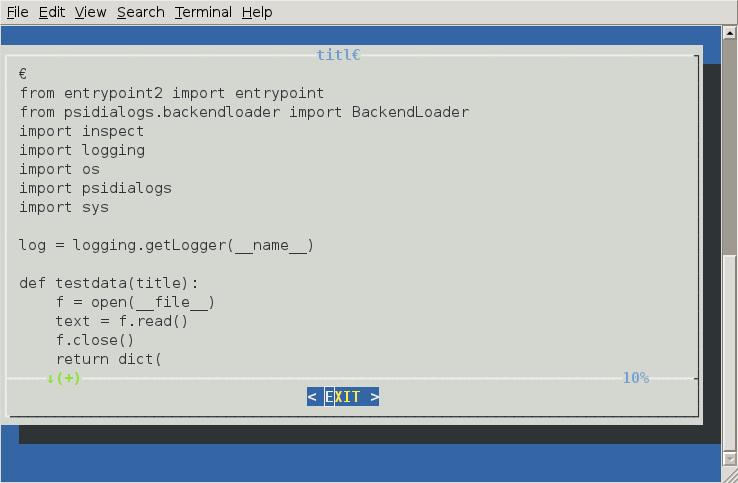 File Edit View Search Terminal Help
titl€
€
from entrypoint2 import entrypoint
from psidialogs.backendloader import BackendLoader
import inspect
import logging
import os
import psidialogs
import sys
log = logging.getLogger(__name__)
def testdata(title):
    f = open(__file__)
    text = f.read()
    f.close()
    return dict(
↓(+) 10%
< EXIT >